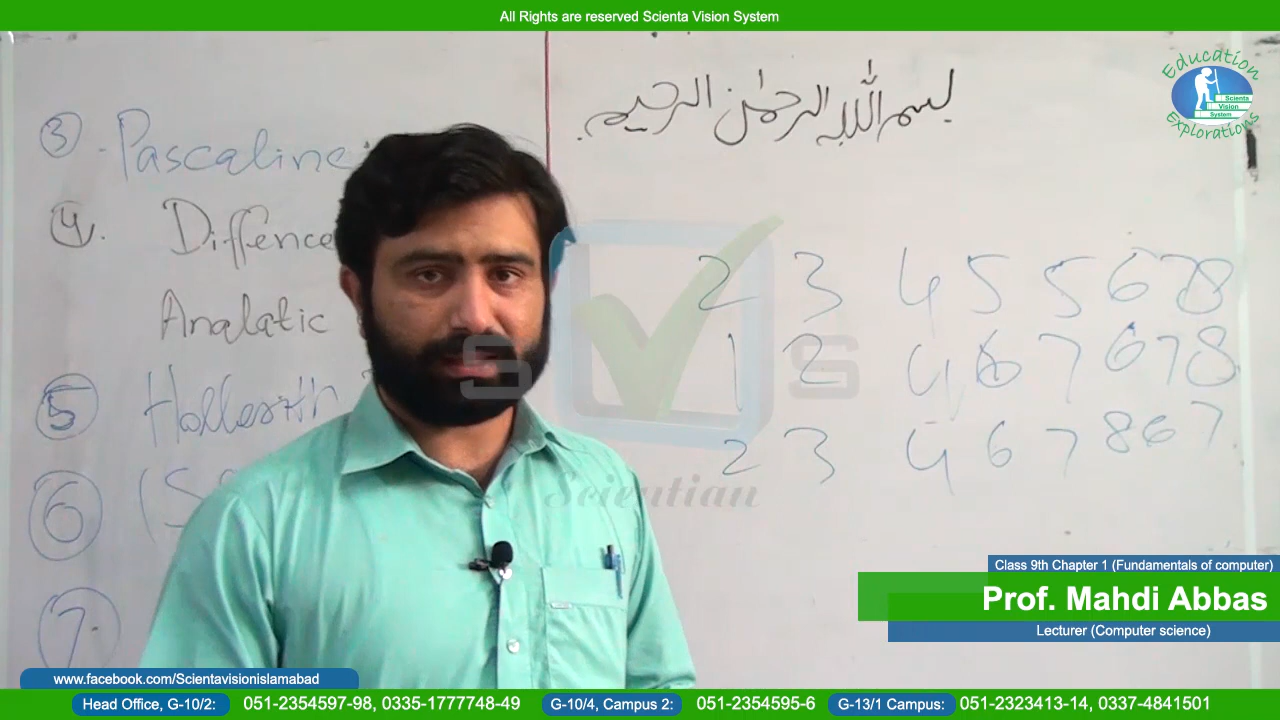 All Rights are reserved Scienta Vision System
Education
Scienta
Vision
System
Explorations
بسم اللہ الرحمٰن الرحیم
③. Pascaline
④. Diffence
Analatic
⑤ Hollerith
⑥
⑦
2 3 4 5 5 6 7 8
1 2 4 6 7 6 7 8
2 3 4 6 7 8 6 7
S V S
Scientian
Class 9th Chapter 1 (Fundamentals of computer)
Prof. Mahdi Abbas
Lecturer (Computer science)
www.facebook.com/Scientavisionislamabad
Head Office, G-10/2: 051-2354597-98, 0335-1777748-49 G-10/4, Campus 2: 051-2354595-6 G-13/1 Campus: 051-2323413-14, 0337-4841501